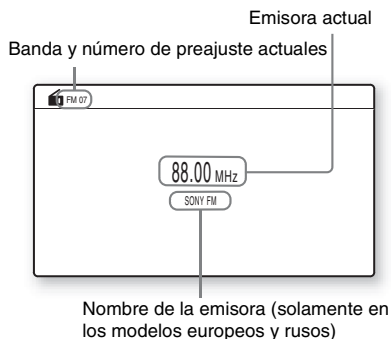 Emisora actual
Banda y número de preajuste actuales
FM 07
88.00 MHz
SONY FM
Nombre de la emisora (solamente en
los modelos europeos y rusos)